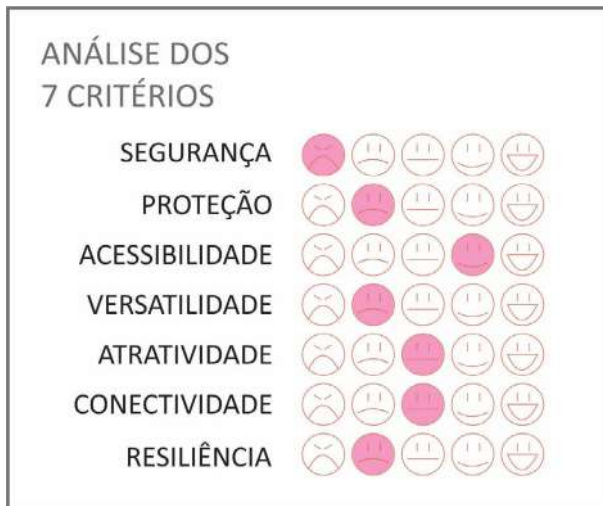 ANÁLISE DOS
7 CRITÉRIOS
SEGURANÇA
PROTEÇÃO
ACESSIBILIDADE
VERSATILIDADE
ATRATIVIDADE
CONECTIVIDADE
RESILIÊNCIA